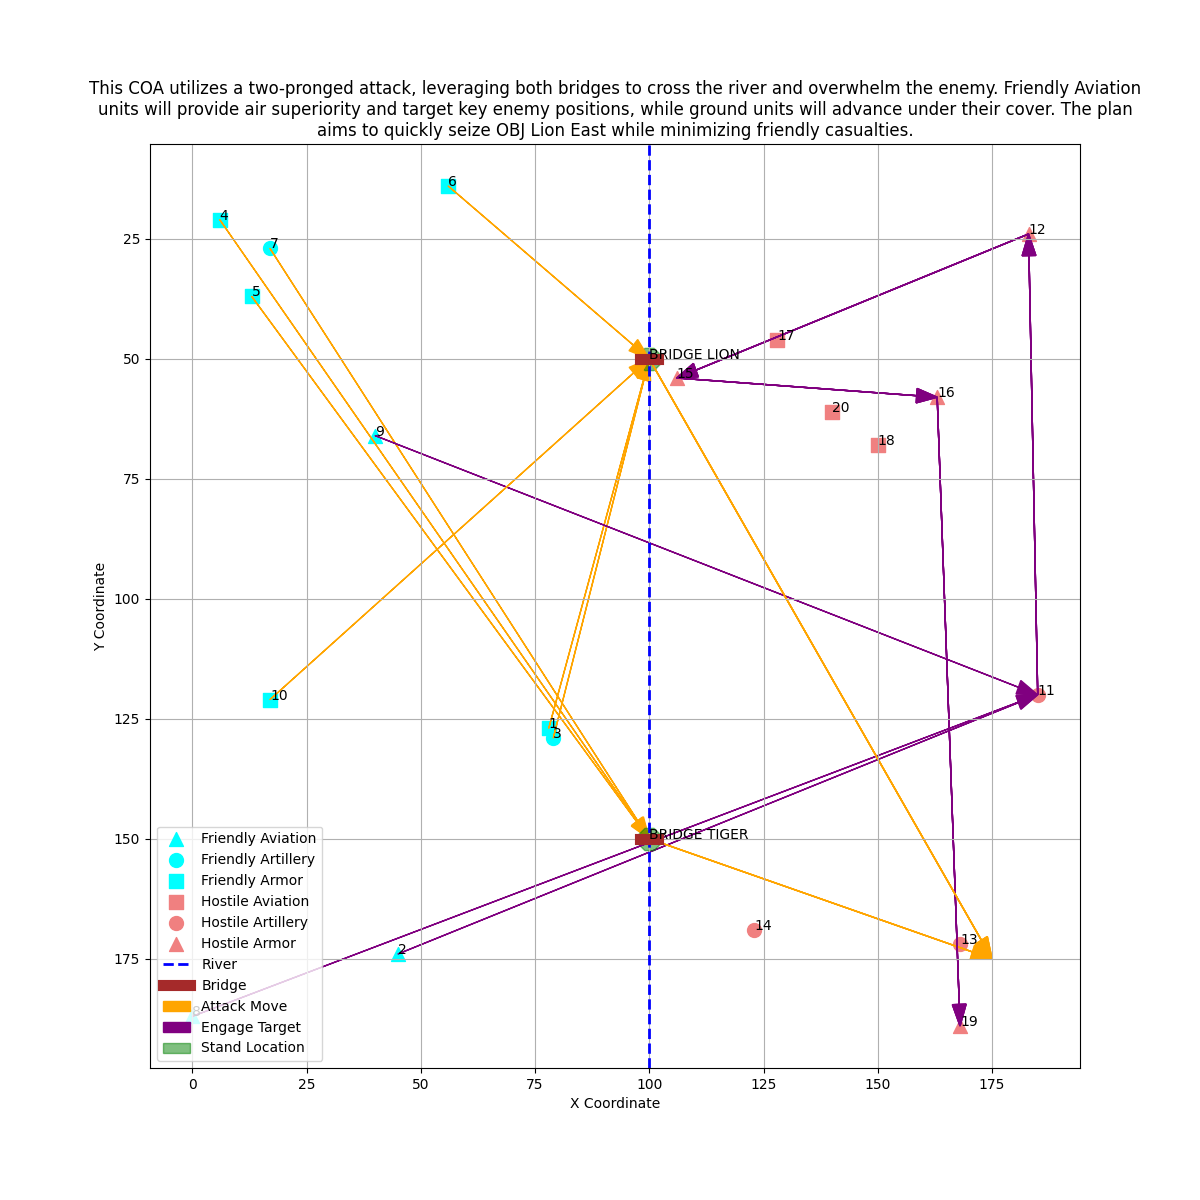 This COA utilizes a two-pronged attack, leveraging both bridges to cross the river and overwhelm the enemy. Friendly Aviation
units will provide air superiority and target key enemy positions, while ground units will advance under their cover. The plan
aims to quickly seize OBJ Lion East while minimizing friendly casualties.
6
4
12
7
25
5
17
50
BRIDGE LION
15
16
20
9
18
75
Y Coordinate
100
11
10
125
1
3
BRIDGE TIGER
150
Friendly Aviation
Friendly Artillery
Friendly Armor
Hostile Aviation
Hostile Artillery
Hostile Armor
River
Bridge
Attack Move
Engage Target
Stand Location
14
13
2
175
8
19
0
25
50
75
100
125
150
175
X Coordinate